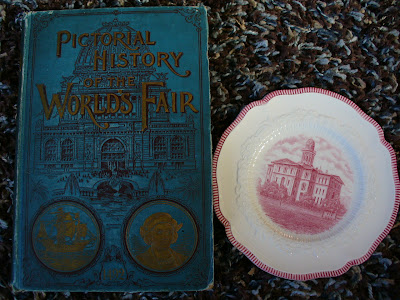 PICTORIAL
HISTORY
OF THE
WORLD'S FAIR